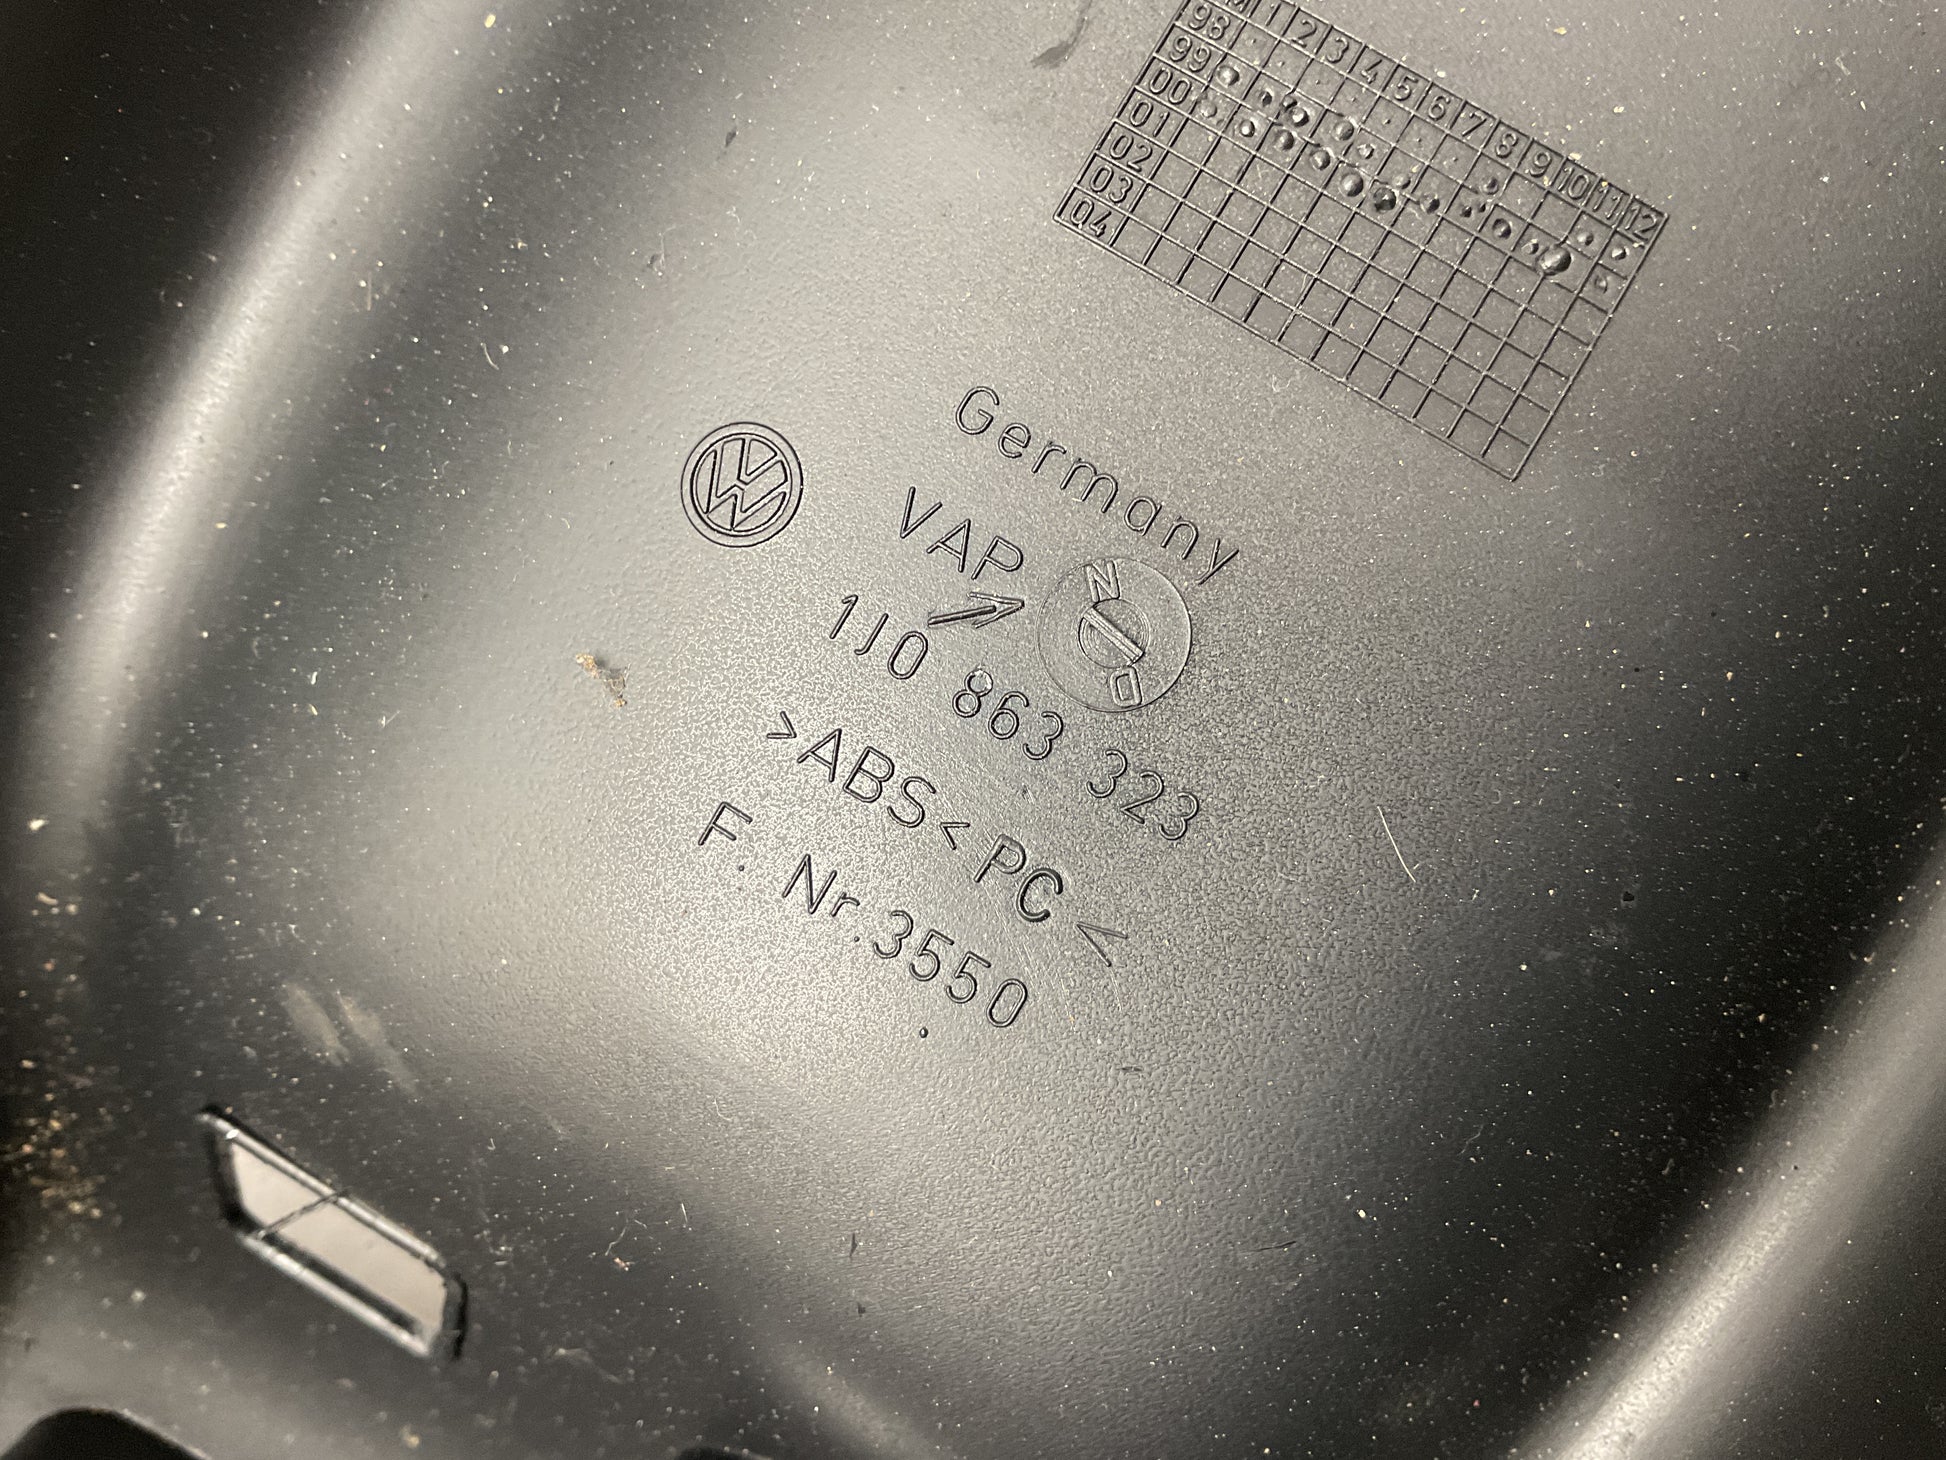 1 2 3 4 5 6 7 8 9 10 11 12
98
99
00
01
02
03
04
Germany
VAP
N
O
1J0 863 323
>ABS< PC <
F. Nr. 3550